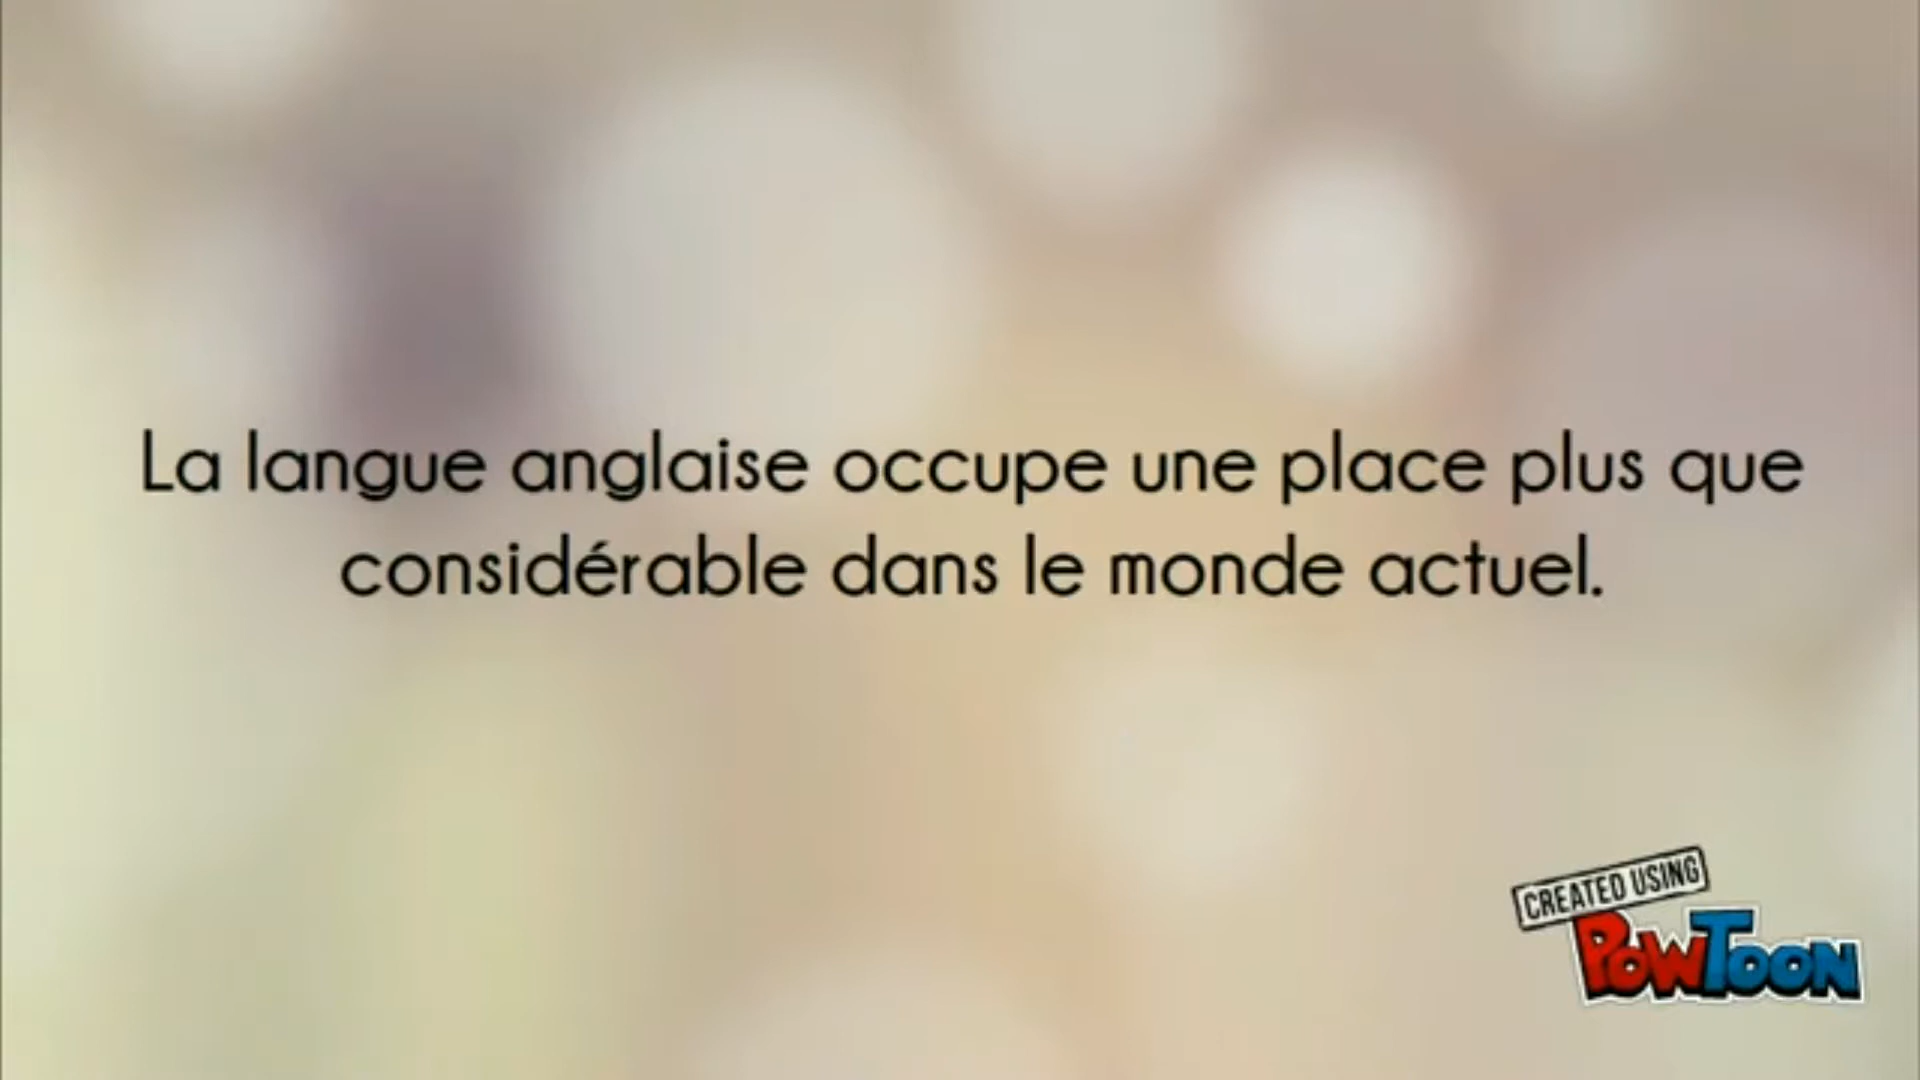 La langue anglaise occupe une place plus que
considérable dans le monde actuel.
CREATED USING
POWTOON